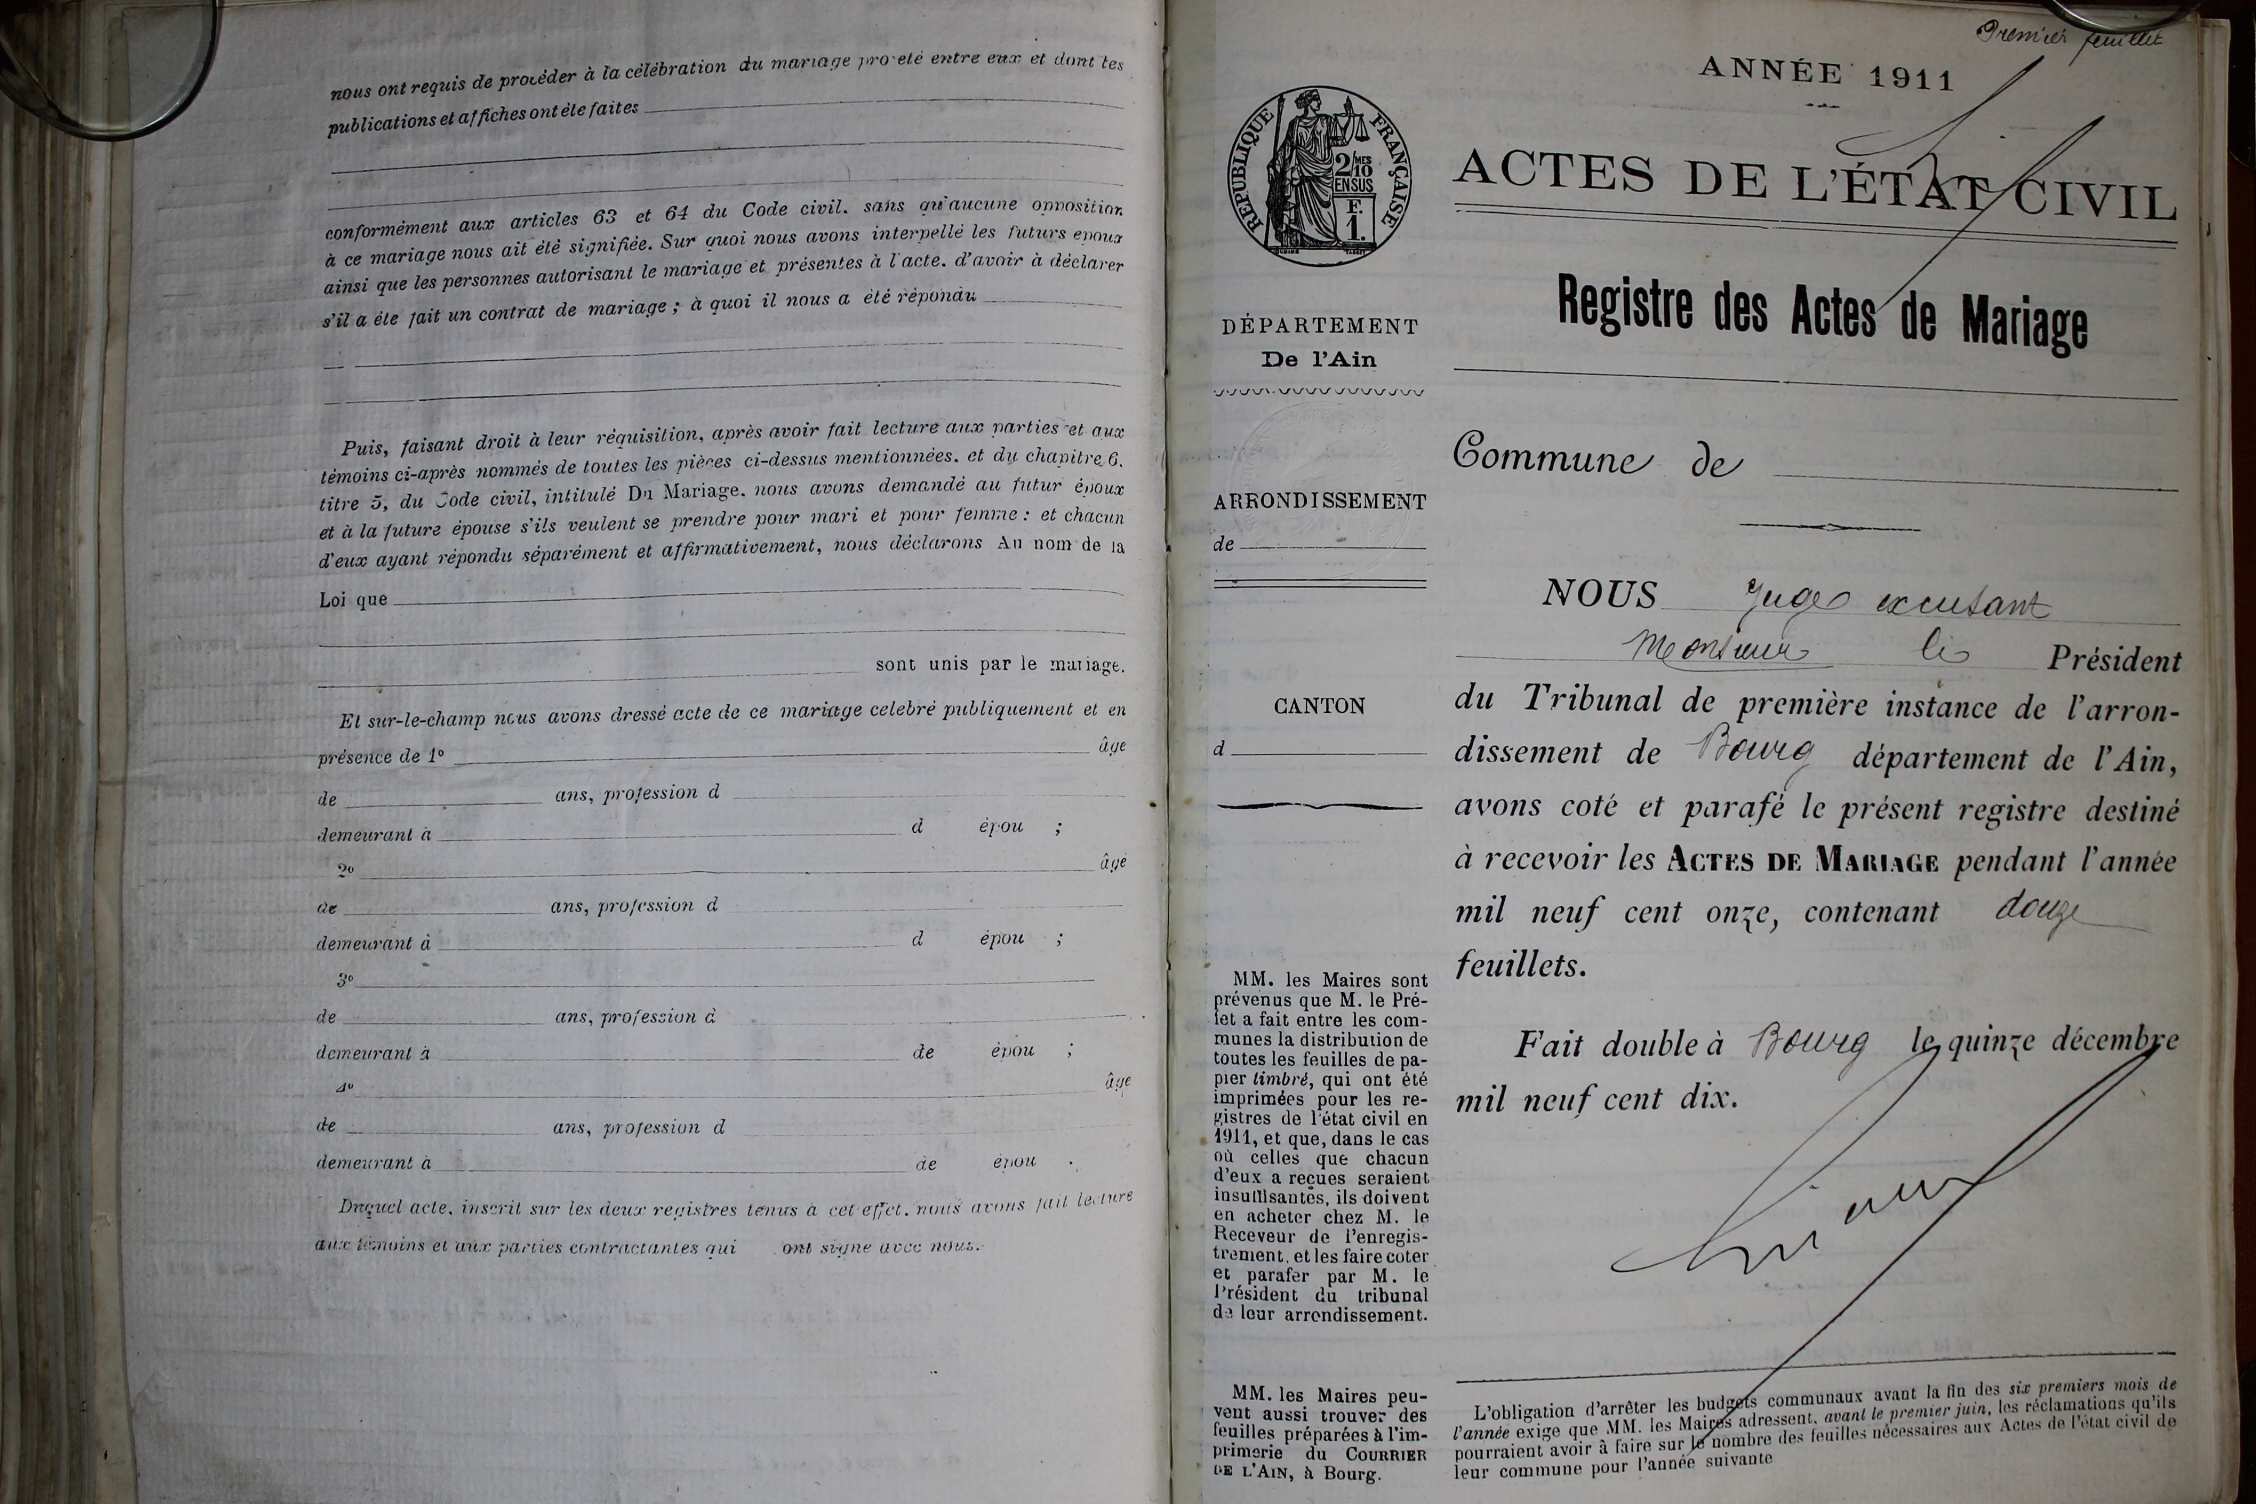 nous ont requis de procéder à la célébration du mariage projeté entre eux et dont les
publications et affiches ont été faites
conformément aux articles 63 et 64 du Code civil. sans qu'aucune opposition
à ce mariage nous ait été signifiée. Sur quoi nous avons interpellé les futurs époux
ainsi que les personnes autorisant le mariage et présentes à l'acte. d'avoir à déclarer
s'il a été fait un contrat de mariage ; à quoi il nous a été répondu
Puis, faisant droit à leur réquisition, après avoir fait lecture aux parties et aux
témoins ci-après nommés de toutes les pièces ci-dessus mentionnées. et du chapitre 6.
titre 5, du Code civil, intitulé Du Mariage. nous avons demandé au futur époux
et à la future épouse s'ils veulent se prendre pour mari et pour femme : et chacun
d'eux ayant répondu séparément et affirmativement, nous déclarons Au nom de la
Loi que
sont unis par le mariage.
Et sur-le-champ nous avons dressé acte de ce mariage celebré publiquement et en
présence de 1º âge
de ans, profession d
demeurant à d épou ;
2º âgé
de ans, profession d
demeurant à d épou ;
3º
de ans, profession d
demeurant à de épou ;
4º âge
de ans, profession d
demeurant à de épou .
Duquel acte, inscrit sur les deux registres tenus à cet effet. nous avons fait lecture
aux témoins et aux parties contractantes qui ont signé avec nous.
Premier feuillet
ANNÉE 1911
RÉPUBLIQUE FRANÇAISE
2/10 MES
EN SUS
F.
1.
ACTES DE L'ÉTAT CIVIL
Registre des Actes de Mariage
DÉPARTEMENT
De l'Ain
ARRONDISSEMENT
de
CANTON
d
MM. les Maires sont
prévenus que M. le Pré-
fet a fait entre les com-
munes la distribution de
toutes les feuilles de pa-
pier timbré, qui ont été
imprimées pour les re-
gistres de l'état civil en
1911, et que, dans le cas
où celles que chacun
d'eux a reçues seraient
insuffisantes, ils doivent
en acheter chez M. le
Receveur de l'enregis-
trement, et les faire coter
et parafer par M. le
Président du tribunal
de leur arrondissement.
MM. les Maires peu-
vent aussi trouver des
feuilles préparées à l'im-
primerie du COURRIER
DE L'AIN, à Bourg.
Commune de
NOUS Juge excusant
Monsieur le Président
du Tribunal de première instance de l'arron-
dissement de Bourg département de l'Ain,
avons coté et parafé le présent registre destiné
à recevoir les ACTES DE MARIAGE pendant l'année
mil neuf cent onze, contenant douze
feuillets.
Fait double à Bourg le quinze décembre
mil neuf cent dix.
L'obligation d'arrêter les budgets communaux avant la fin des six premiers mois de
l'année exige que MM. les Maires adressent, avant le premier juin, les réclamations qu'ils
pourraient avoir à faire sur le nombre des feuilles nécessaires aux Actes de l'état civil de
leur commune pour l'année suivante